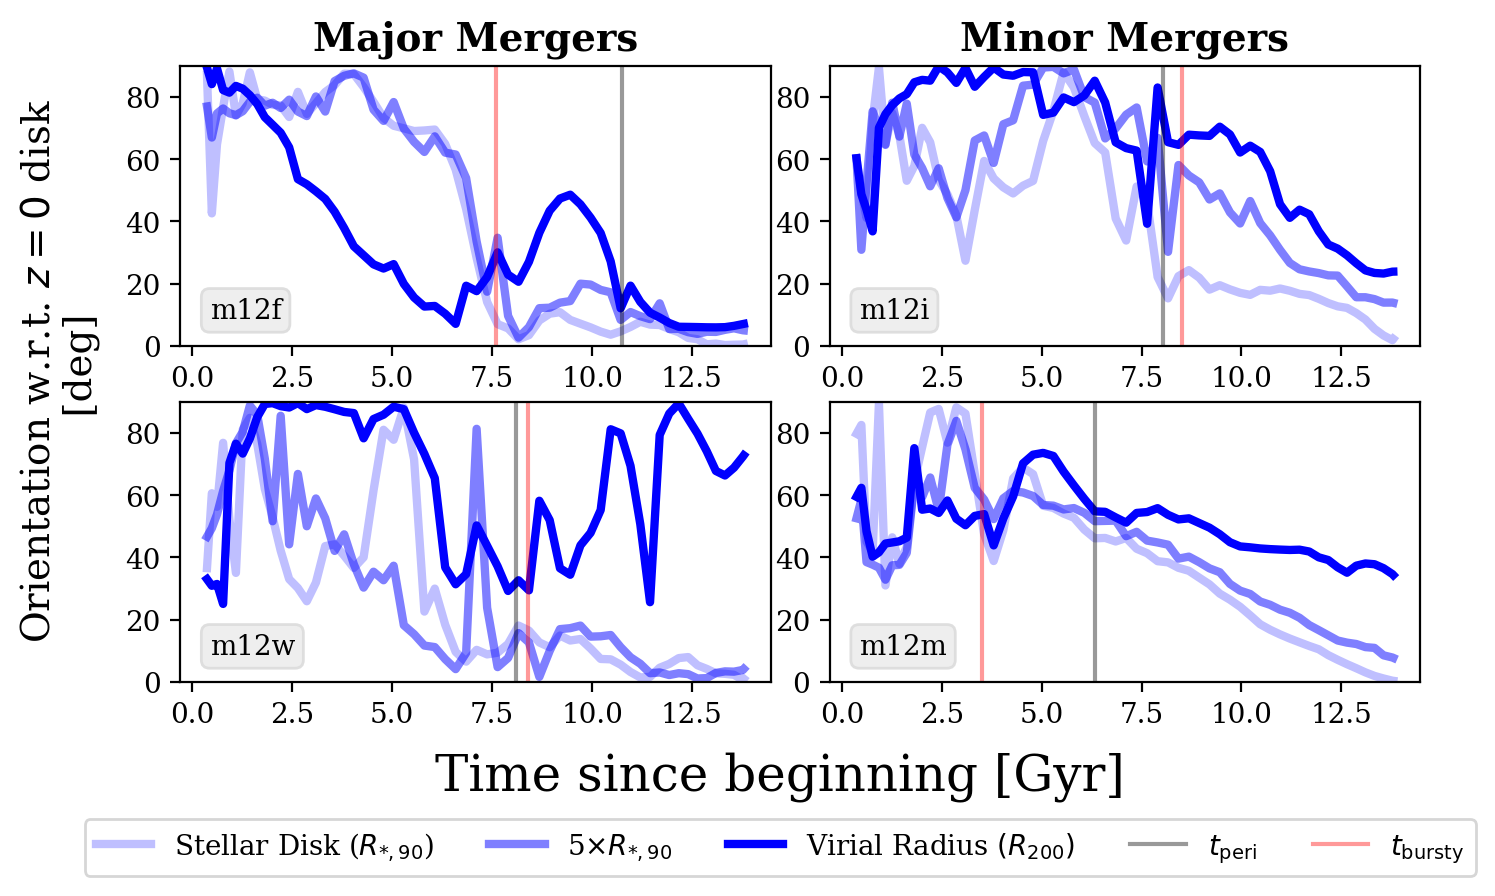 Major Mergers
Minor Mergers
Orientation w.r.t. z = 0 disk
[deg]
80
60
40
20
0
m12f
0.0 2.5 5.0 7.5 10.0 12.5
80
60
40
20
0
m12i
0.0 2.5 5.0 7.5 10.0 12.5
80
60
40
20
0
m12w
0.0 2.5 5.0 7.5 10.0 12.5
80
60
40
20
0
m12m
0.0 2.5 5.0 7.5 10.0 12.5
Time since beginning [Gyr]
Stellar Disk (R*,90) 5×R*,90 Virial Radius (R200) tperi tbursty